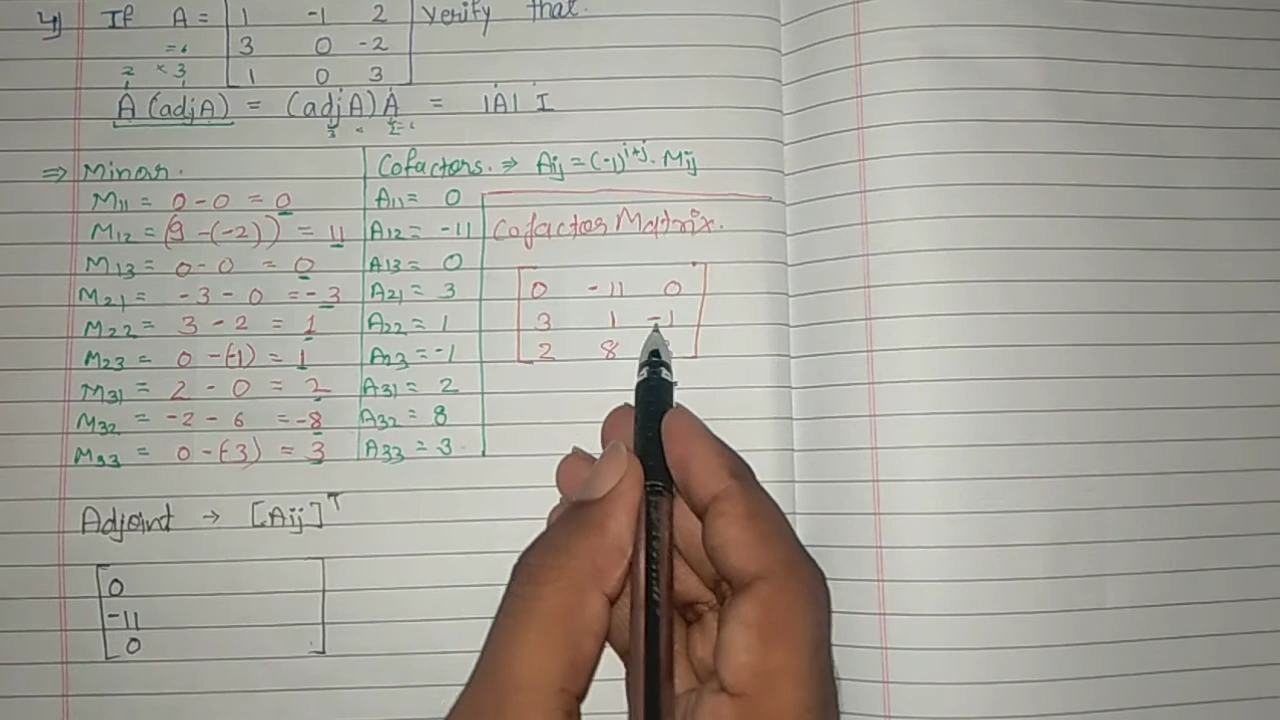 4) If A = | 1 -1 2 | verify that.
3 0 -2
2 × 3 1 0 3
A (adj A) = (adj A) A = |A| I
⇒ Minor. Cofactors. ⇒ Aij = (-1)^i+j. Mij
M11 = 0 - 0 = 0 A11 = 0
M12 = (9 - (-2)) = 11 A12 = -11 Cofactor Matrix.
M13 = 0 - 0 = 0 A13 = 0
M21 = -3 - 0 = -3 A21 = 3 0 -11 0
M22 = 3 - 2 = 1 A22 = 1 3 1 -1
M23 = 0 - (-1) = 1 A23 = -1 2 8
M31 = 2 - 0 = 2 A31 = 2
M32 = -2 - 6 = -8 A32 = 8
M33 = 0 - (-3) = 3 A33 = 3
Adjoint → [Aij]^T
0
-11
0